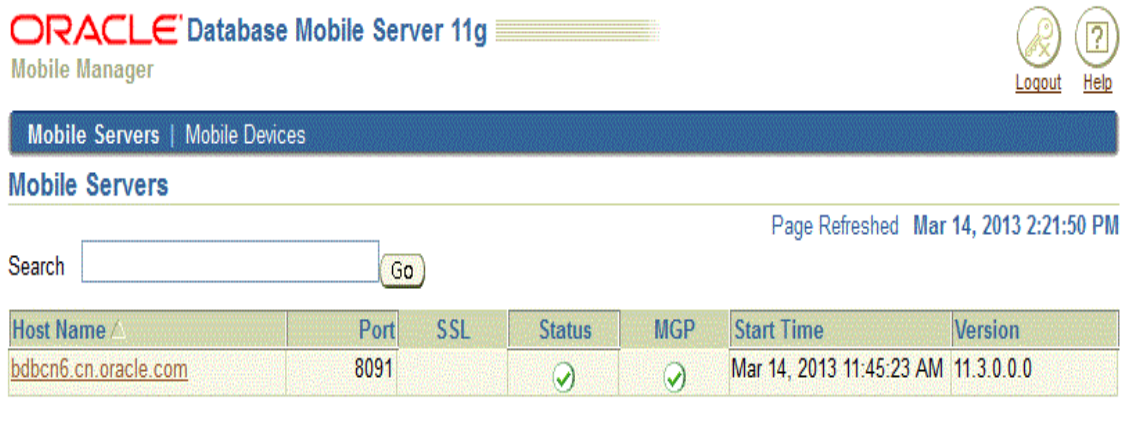 ORACLE Database Mobile Server 11g
Mobile Manager
Logout Help
Mobile Servers | Mobile Devices
Mobile Servers
Page Refreshed Mar 14, 2013 2:21:50 PM
Search Go
Host Name Port SSL Status MGP Start Time Version
bdbcn6.cn.oracle.com 8091 Mar 14, 2013 11:45:23 AM 11.3.0.0.0